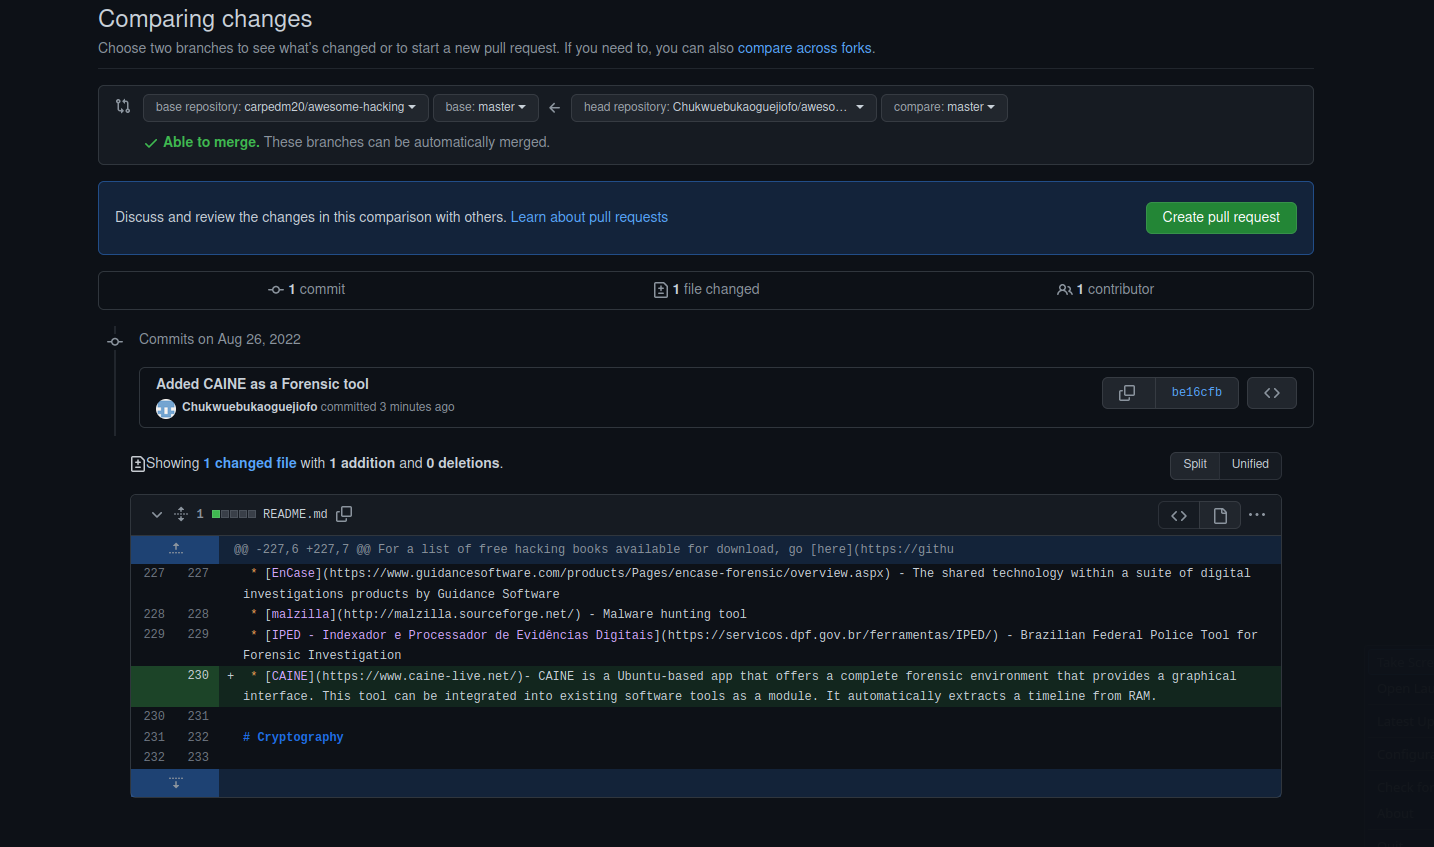 Comparing changes
Choose two branches to see what's changed or to start a new pull request. If you need to, you can also compare across forks.
base repository: carpedm20/awesome-hacking base: master head repository: Chukwuebukaoguejiofo/aweso... compare: master
Able to merge. These branches can be automatically merged.
Discuss and review the changes in this comparison with others. Learn about pull requests Create pull request
1 commit 1 file changed 1 contributor
Commits on Aug 26, 2022
Added CAINE as a Forensic tool
Chukwuebukaoguejiofo committed 3 minutes ago be16cfb
Showing 1 changed file with 1 addition and 0 deletions. Split Unified
1 README.md
@@ -227,6 +227,7 @@ For a list of free hacking books available for download, go [here](https://githu
227 227 * [EnCase](https://www.guidancesoftware.com/products/Pages/encase-forensic/overview.aspx) - The shared technology within a suite of digital
investigations products by Guidance Software
228 228 * [malzilla](http://malzilla.sourceforge.net/) - Malware hunting tool
229 229 * [IPED - Indexador e Processador de Evidências Digitais](https://servicos.dpf.gov.br/ferramentas/IPED/) - Brazilian Federal Police Tool for
Forensic Investigation
230 + * [CAINE](https://www.caine-live.net/)- CAINE is a Ubuntu-based app that offers a complete forensic environment that provides a graphical
interface. This tool can be integrated into existing software tools as a module. It automatically extracts a timeline from RAM.
230 231
231 232 # Cryptography
232 233